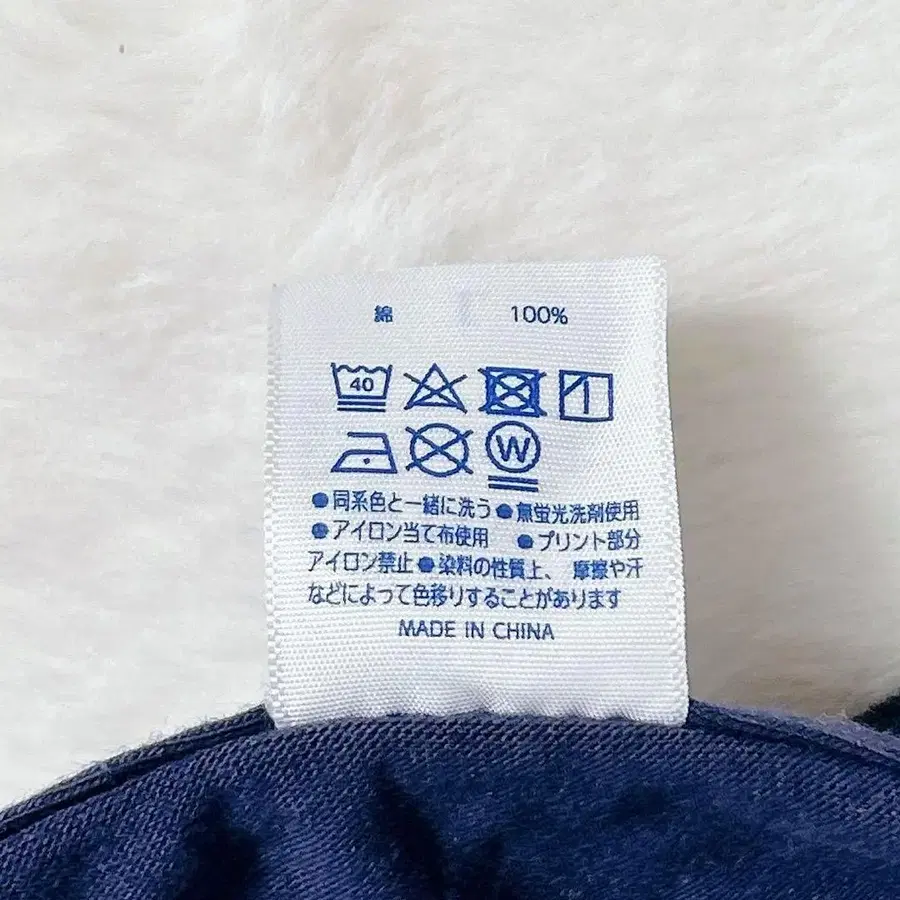 綿 100%
40
W
●同系色と一緒に洗う ●無蛍光洗剤使用
●アイロン当て布使用 ●プリント部分
アイロン禁止 ●染料の性質上、摩擦や汗
などによって色移りすることがあります
MADE IN CHINA